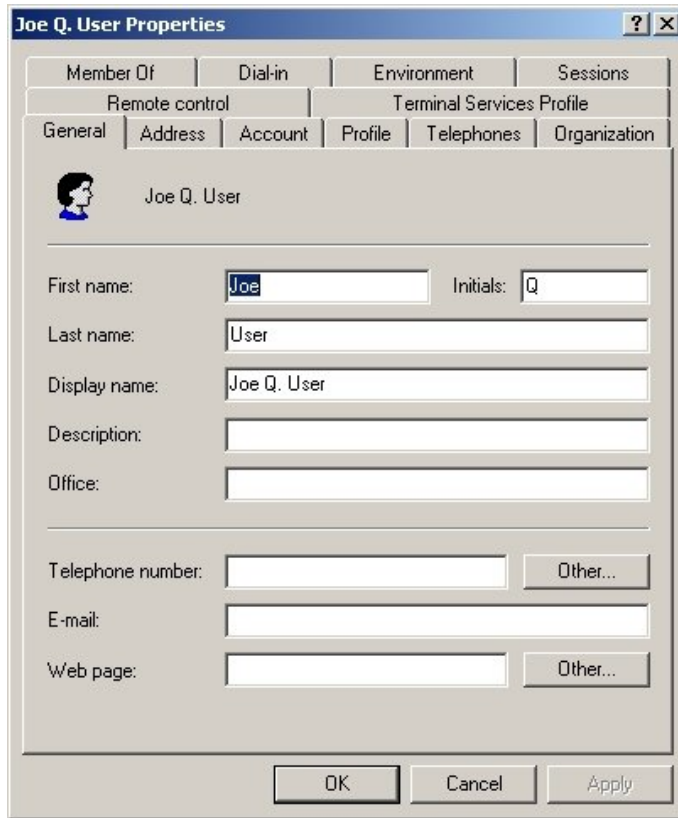 Joe Q. User Properties
Member Of Dial-in Environment Sessions
Remote control Terminal Services Profile
General Address Account Profile Telephones Organization
Joe Q. User
First name: Joe Initials: Q
Last name: User
Display name: Joe Q. User
Description:
Office:
Telephone number: Other...
E-mail:
Web page: Other...
OK Cancel Apply